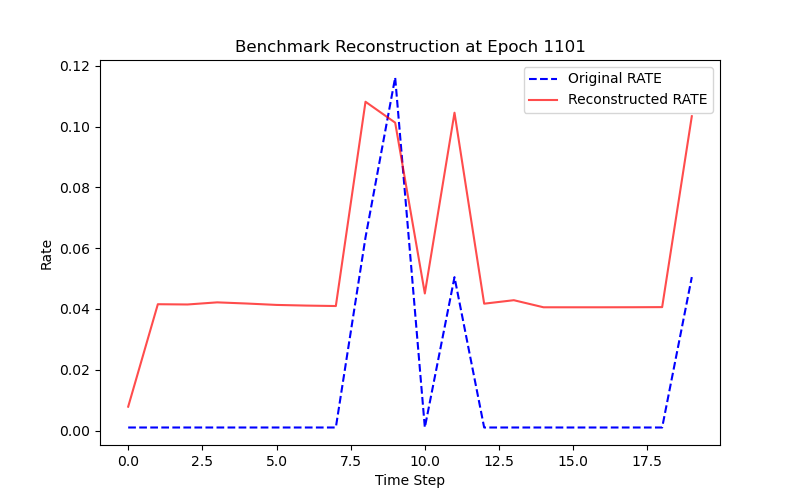 Benchmark Reconstruction at Epoch 1101
Original RATE
Reconstructed RATE
0.12
0.10
0.08
0.06
0.04
0.02
0.00
Rate
0.0 2.5 5.0 7.5 10.0 12.5 15.0 17.5
Time Step